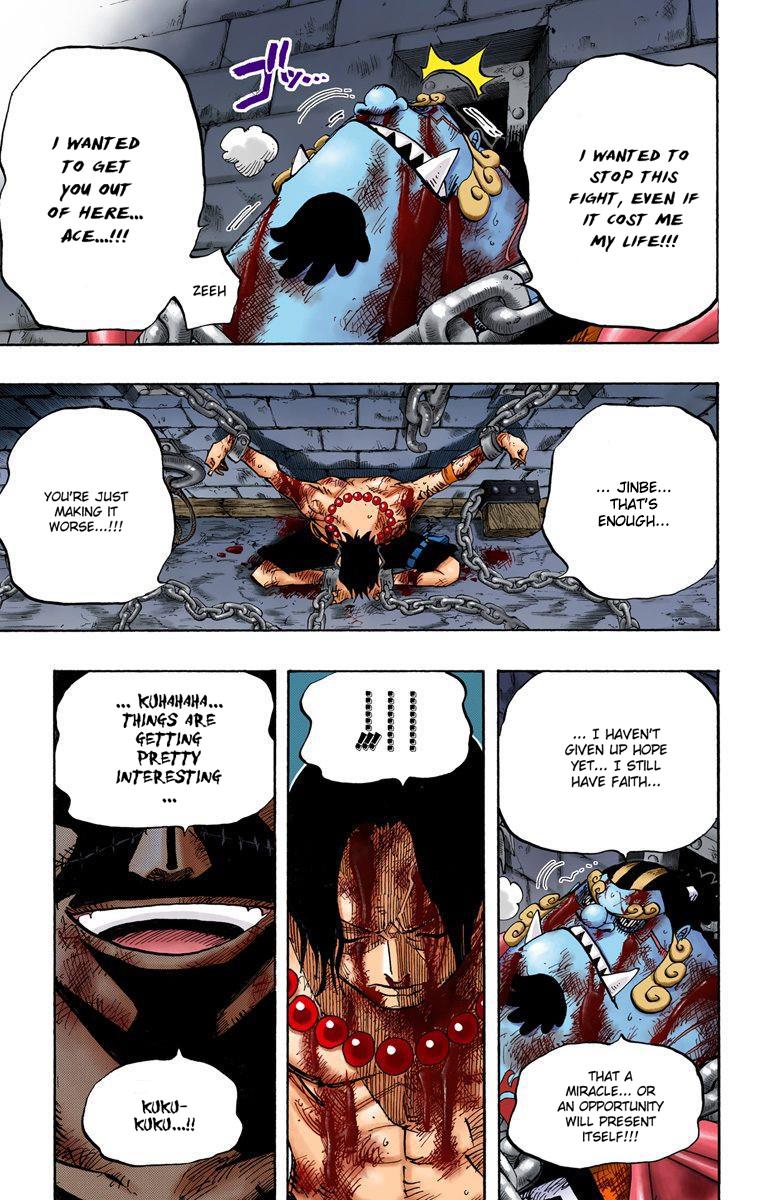 I WANTED TO
STOP THIS
FIGHT, EVEN IF
IT COST ME
MY LIFE!!!
ゴッ…
I WANTED
TO GET
YOU OUT
OF HERE...
ACE...!!!
ZEEH
... JINBE...
THAT'S
ENOUGH...
YOU'RE JUST
MAKING IT
WORSE...!!!
... I HAVEN'T
GIVEN UP HOPE
YET... I STILL
HAVE FAITH...
THAT A
MIRACLE... OR
AN OPPORTUNITY
WILL PRESENT
ITSELF!!!
... KUHAHAHA...
THINGS ARE
GETTING
PRETTY
INTERESTING
...
KUKU-
KUKU...!!